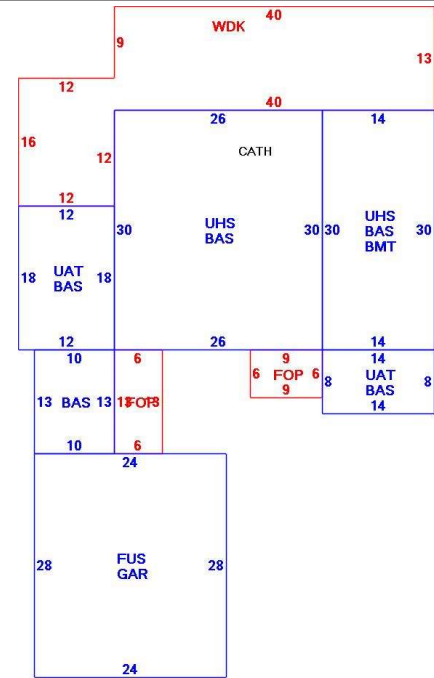 40
WDK
9
13
12
40
16
12
26
14
CATH
12
12
UHS
BAS
30
30
30
UHS
BAS
BMT
30
18
UAT
BAS
18
12
26
14
10
6
9
14
6
FOP
6
8
UAT
BAS
8
9
14
13
BAS
13
13
FOP
13
10
6
24
28
FUS
GAR
28
24